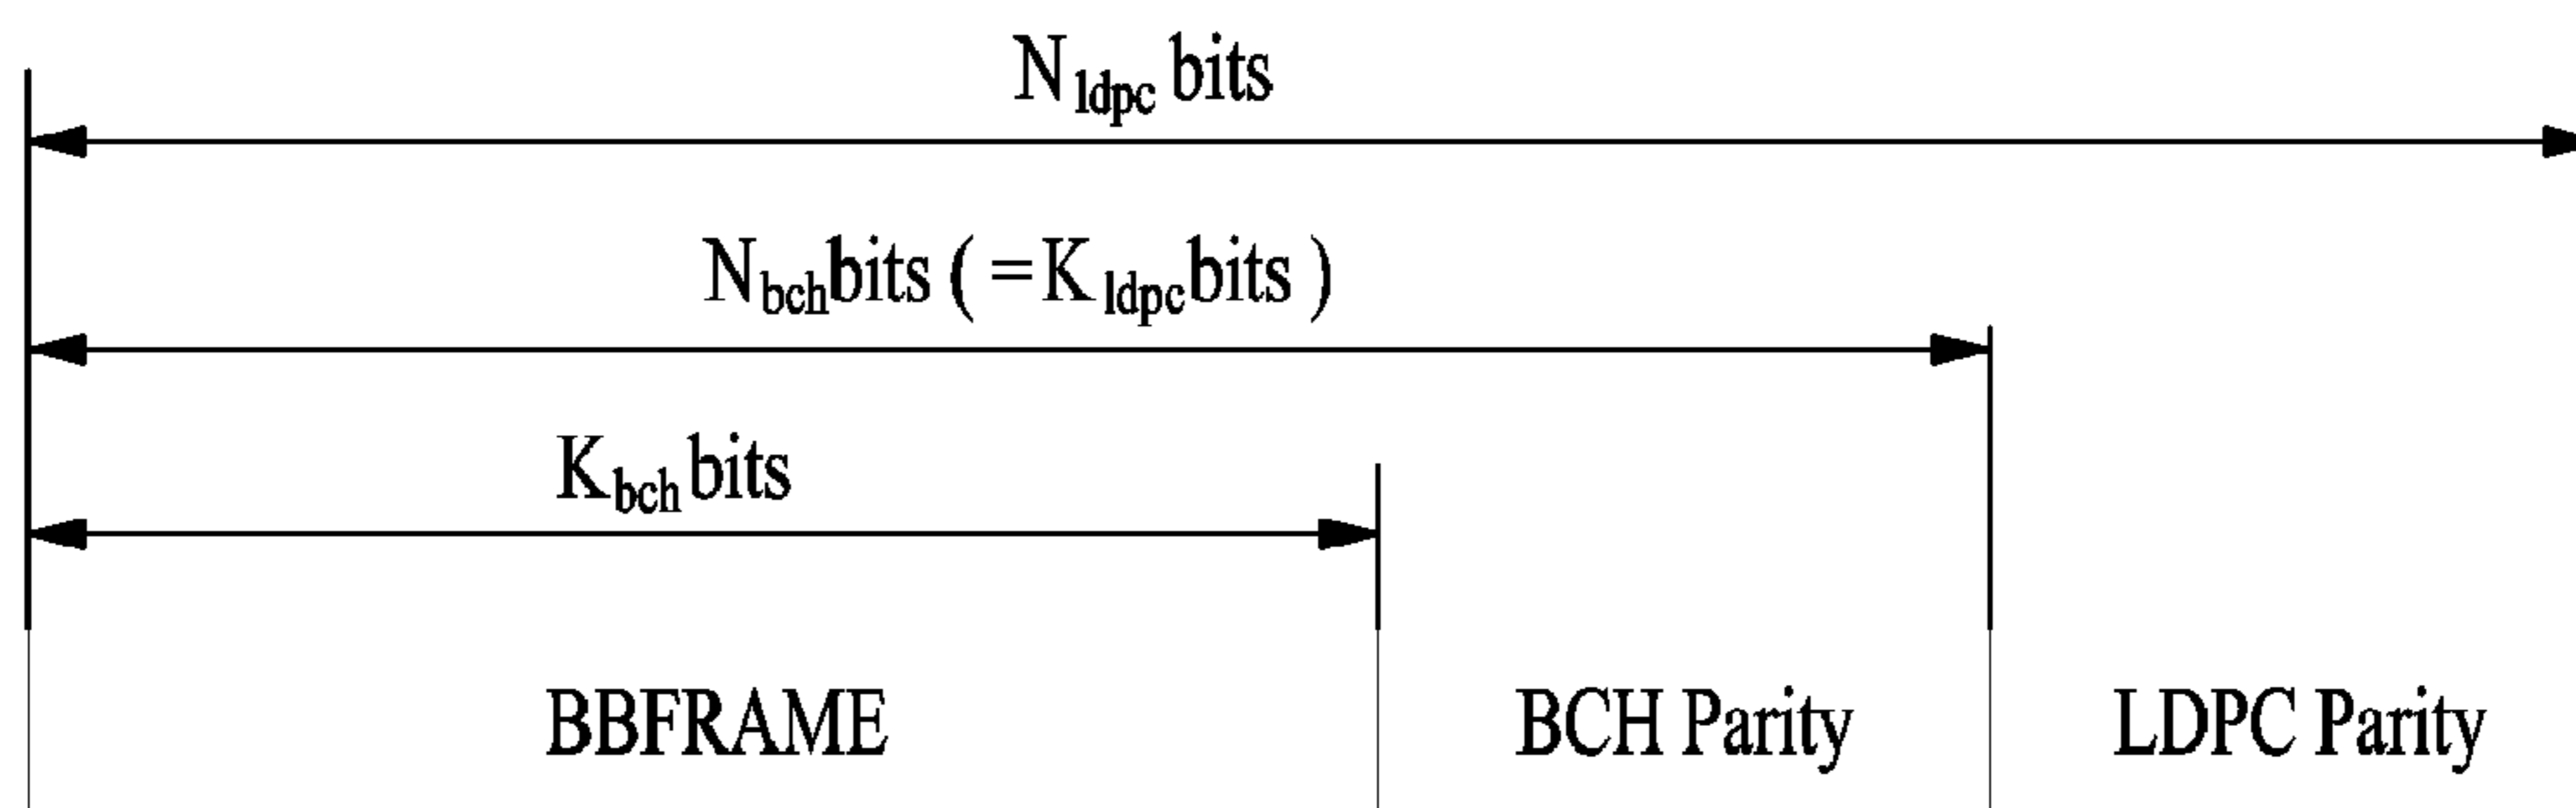 N ldpc bits
N bch bits ( = K ldpc bits )
K bch bits
BBFRAME BCH Parity LDPC Parity